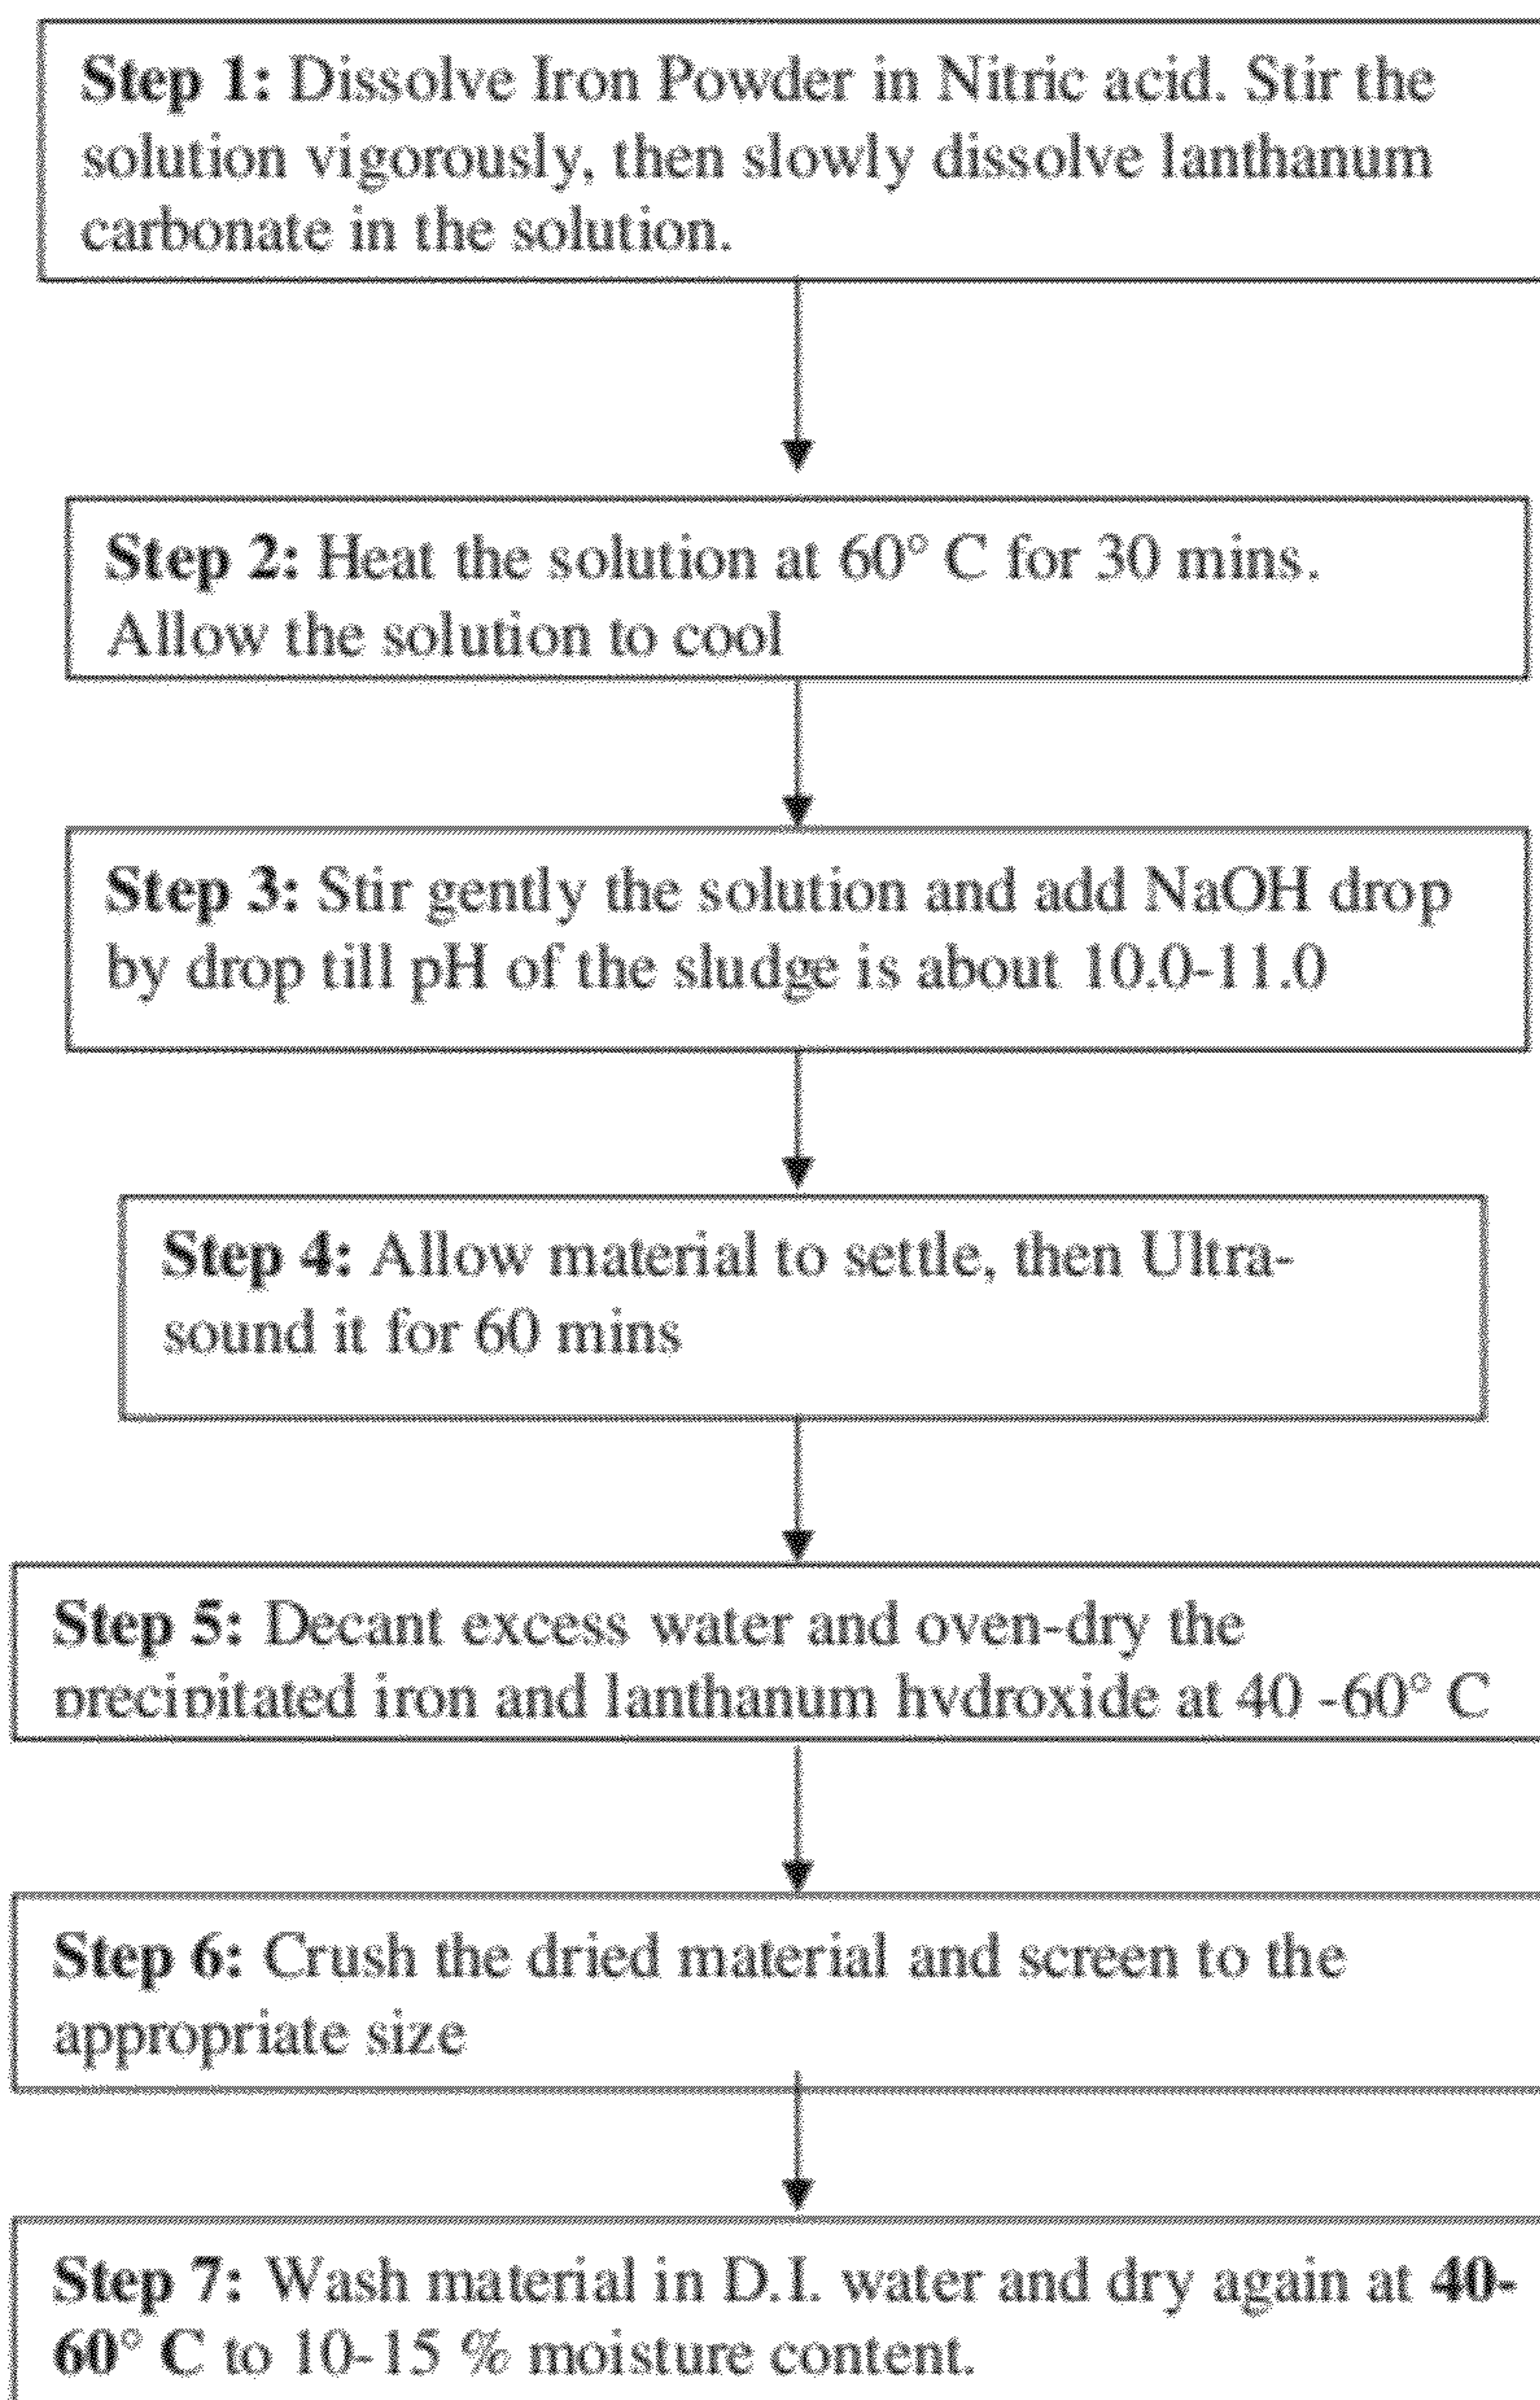 Step 1: Dissolve Iron Powder in Nitric acid. Stir the
solution vigorously, then slowly dissolve lanthanum
carbonate in the solution.
Step 2: Heat the solution at 60° C for 30 mins.
Allow the solution to cool
Step 3: Stir gently the solution and add NaOH drop
by drop till pH of the sludge is about 10.0-11.0
Step 4: Allow material to settle, then Ultra-
sound it for 60 mins
Step 5: Decant excess water and oven-dry the
precipitated iron and lanthanum hydroxide at 40 -60° C
Step 6: Crush the dried material and screen to the
appropriate size
Step 7: Wash material in D.I. water and dry again at 40-
60° C to 10-15 % moisture content.